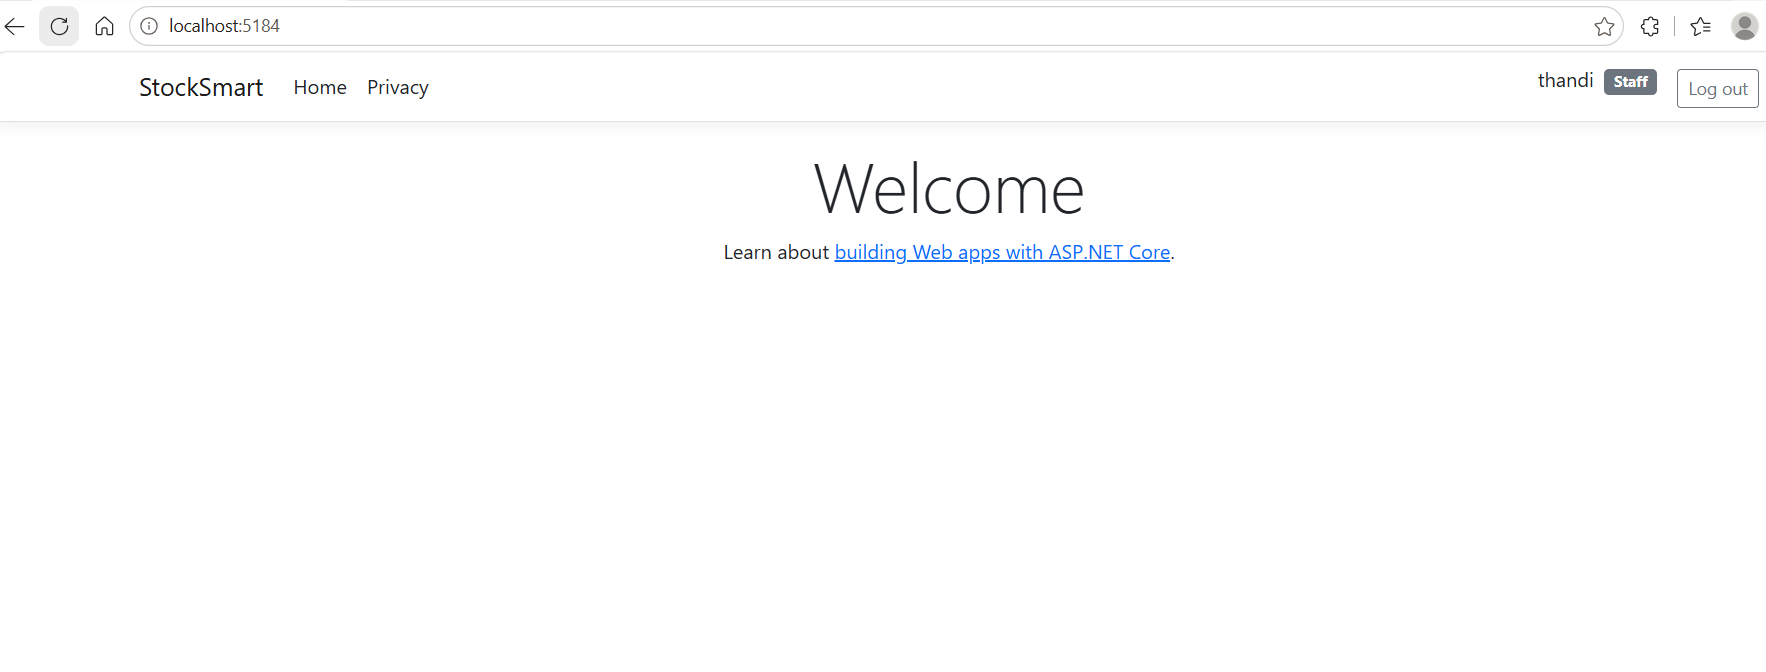 localhost:5184
StockSmart Home Privacy thandi Staff Log out
Welcome
Learn about building Web apps with ASP.NET Core.